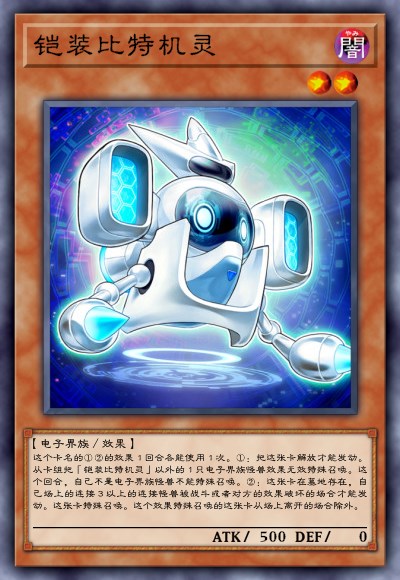 铠装比特机灵
やみ
闇
【电子界族／效果】
这个卡名的①②的效果1回合各能使用1次。①：把这张卡解放才能发动。
从卡组把「铠装比特机灵」以外的1只电子界族怪兽效果无效特殊召唤。这
个回合，自己不是电子界族怪兽不能特殊召唤。②：这张卡在墓地存在，自
己场上的连接3以上的连接怪兽被战斗或者对方的效果破坏的场合才能发
动。这张卡特殊召唤。这个效果特殊召唤的这张卡从场上离开的场合除外。
ATK/ 500 DEF/ 0